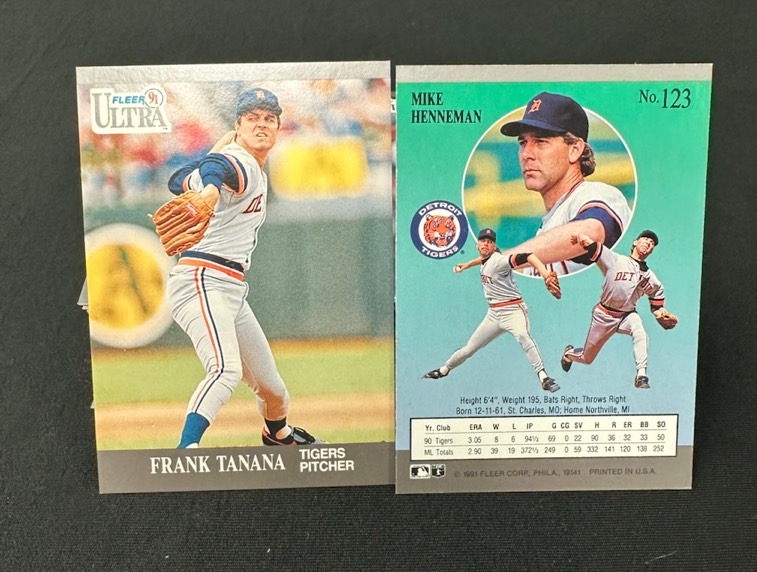 FLEER 91
ULTRA™
DE
FRANK TANANA
TIGERS
PITCHER
MIKE
HENNEMAN
No. 123
DETROIT
TIGERS
DET
Height 6'4", Weight 195, Bats Right, Throws Right
Born 12-11-61, St. Charles, MO; Home Northville, MI
Yr. Club ERA W L IP G CG SV H R ER BB SO
90 Tigers 3.05 8 6 94⅓ 69 0 22 90 36 32 33 50
ML Totals 2.90 39 19 372⅓ 249 0 59 332 141 120 138 252
© 1991 FLEER CORP., PHILA., 19141 PRINTED IN U.S.A.